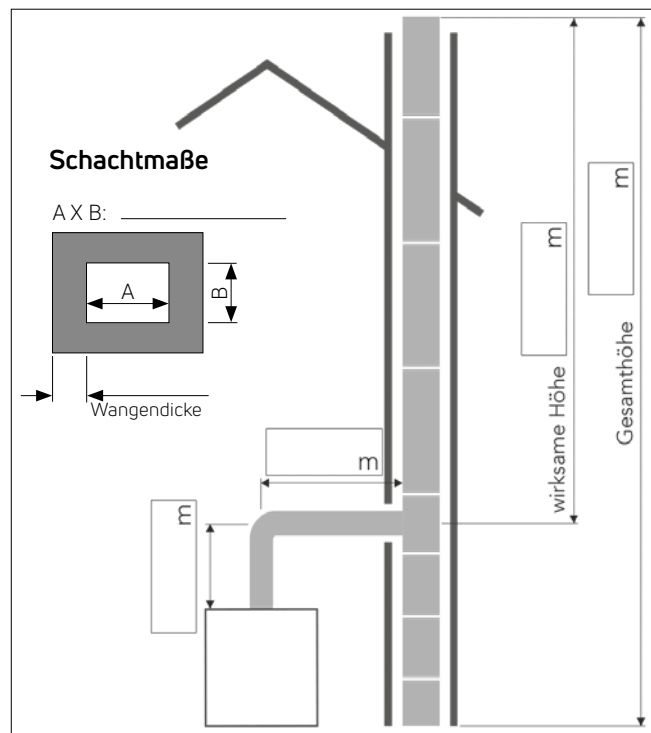 Schachtmaße
A X B:
A
B
Wangendicke
m
m
m
wirksame Höhe
m
Gesamthöhe